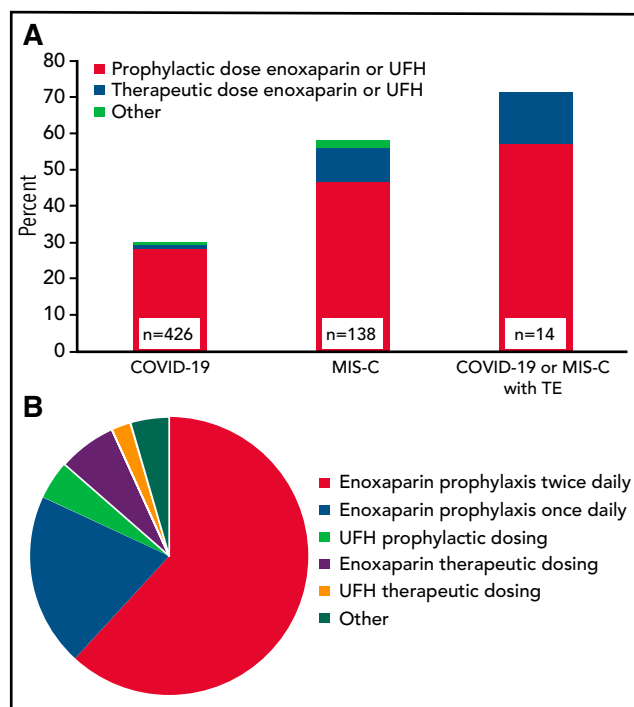 A
80
70
60
50
40
30
20
10
0
Percent
Prophylactic dose enoxaparin or UFH
Therapeutic dose enoxaparin or UFH
Other
n=426
n=138
n=14
COVID-19
MIS-C
COVID-19 or MIS-C
with TE
B
Enoxaparin prophylaxis twice daily
Enoxaparin prophylaxis once daily
UFH prophylactic dosing
Enoxaparin therapeutic dosing
UFH therapeutic dosing
Other